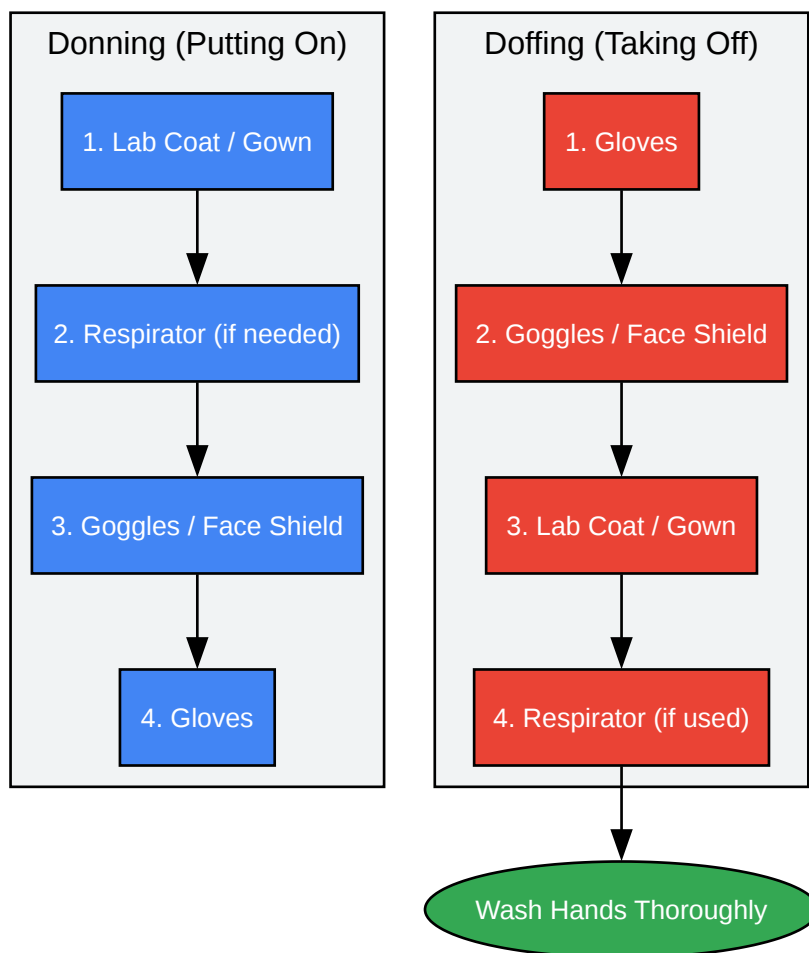 Donning (Putting On)
1. Lab Coat / Gown
2. Respirator (if needed)
3. Goggles / Face Shield
4. Gloves
Doffing (Taking Off)
1. Gloves
2. Goggles / Face Shield
3. Lab Coat / Gown
4. Respirator (if used)
Wash Hands Thoroughly